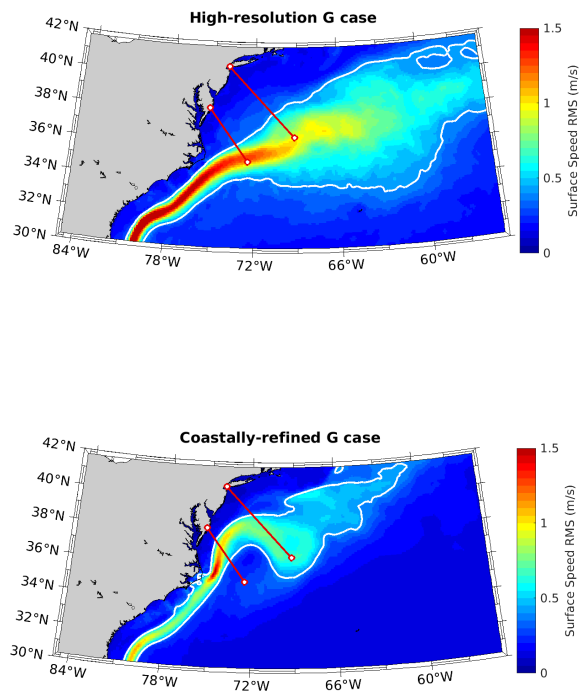 High-resolution G case
42°N
40°N
38°N
36°N
34°N
32°N
30°N
84°W
78°W
72°W
66°W
60°W
1.5
1
0.5
0
Surface Speed RMS (m/s)
Coastally-refined G case
42°N
40°N
38°N
36°N
34°N
32°N
30°N
84°W
78°W
72°W
66°W
60°W
1.5
1
0.5
0
Surface Speed RMS (m/s)